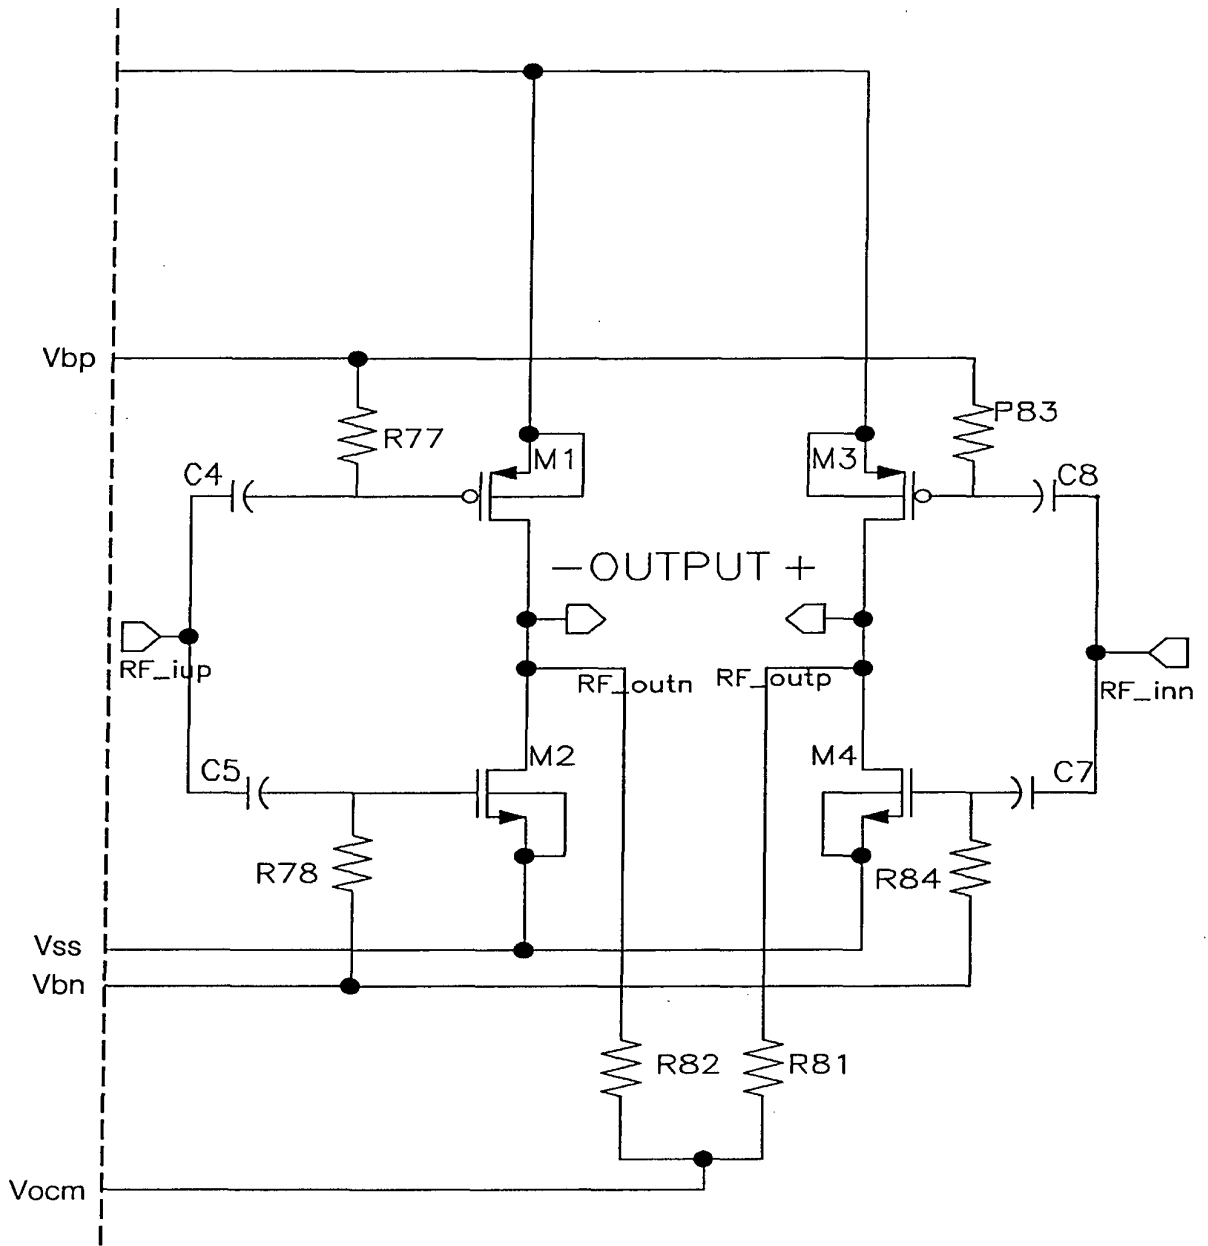 Vbp
P83
R77
M1
M3
C4
C8
- OUTPUT +
RF_iup
RF_outn
RF_outp
RF_inn
C5
M2
M4
C7
R78
R84
Vss
Vbn
R82
R81
Vocm